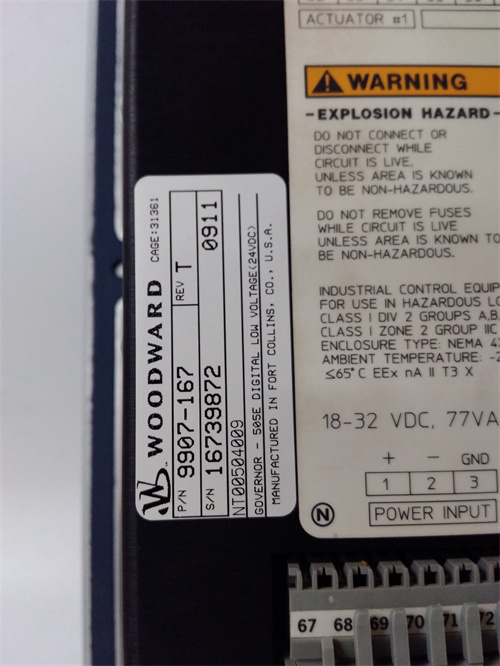 ACTUATOR #1
WARNING
-EXPLOSION HAZARD-
DO NOT CONNECT OR
DISCONNECT WHILE
CIRCUIT IS LIVE,
UNLESS AREA IS KNOWN
TO BE NON-HAZARDOUS.
DO NOT REMOVE FUSES
WHILE CIRCUIT IS LIVE
UNLESS AREA IS KNOWN TO
BE NON-HAZARDOUS.
INDUSTRIAL CONTROL EQUIP
FOR USE IN HAZARDOUS LO
CLASS I DIV 2 GROUPS A,B,
CLASS I ZONE 2 GROUP IIC
ENCLOSURE TYPE: NEMA 4X
AMBIENT TEMPERATURE: -2
≤65°C EEx nA II T3 X
18-32 VDC, 77VA
+ - GND
1 2 3
N POWER INPUT
67 68 69 70 71 72
W WOODWARD CAGE:31361
P/N 9907-167 REV T
S/N 16739872 0911
NT00504009
GOVERNOR - 505E DIGITAL LOW VOLTAGE(24VDC)
MANUFACTURED IN FORT COLLINS, CO., U.S.A.